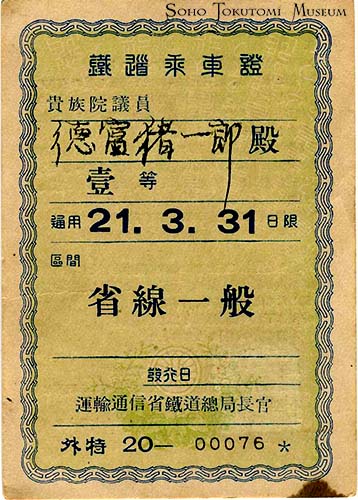 SOHO TOKUTOMI MUSEUM
鐵道乘車證
貴族院議員
德富猪一郎殿
壹等
通用 21. 3. 31 日限
區間
省線一般
發行日
運輸通信省鐵道總局長官
外特 20— 00076 *